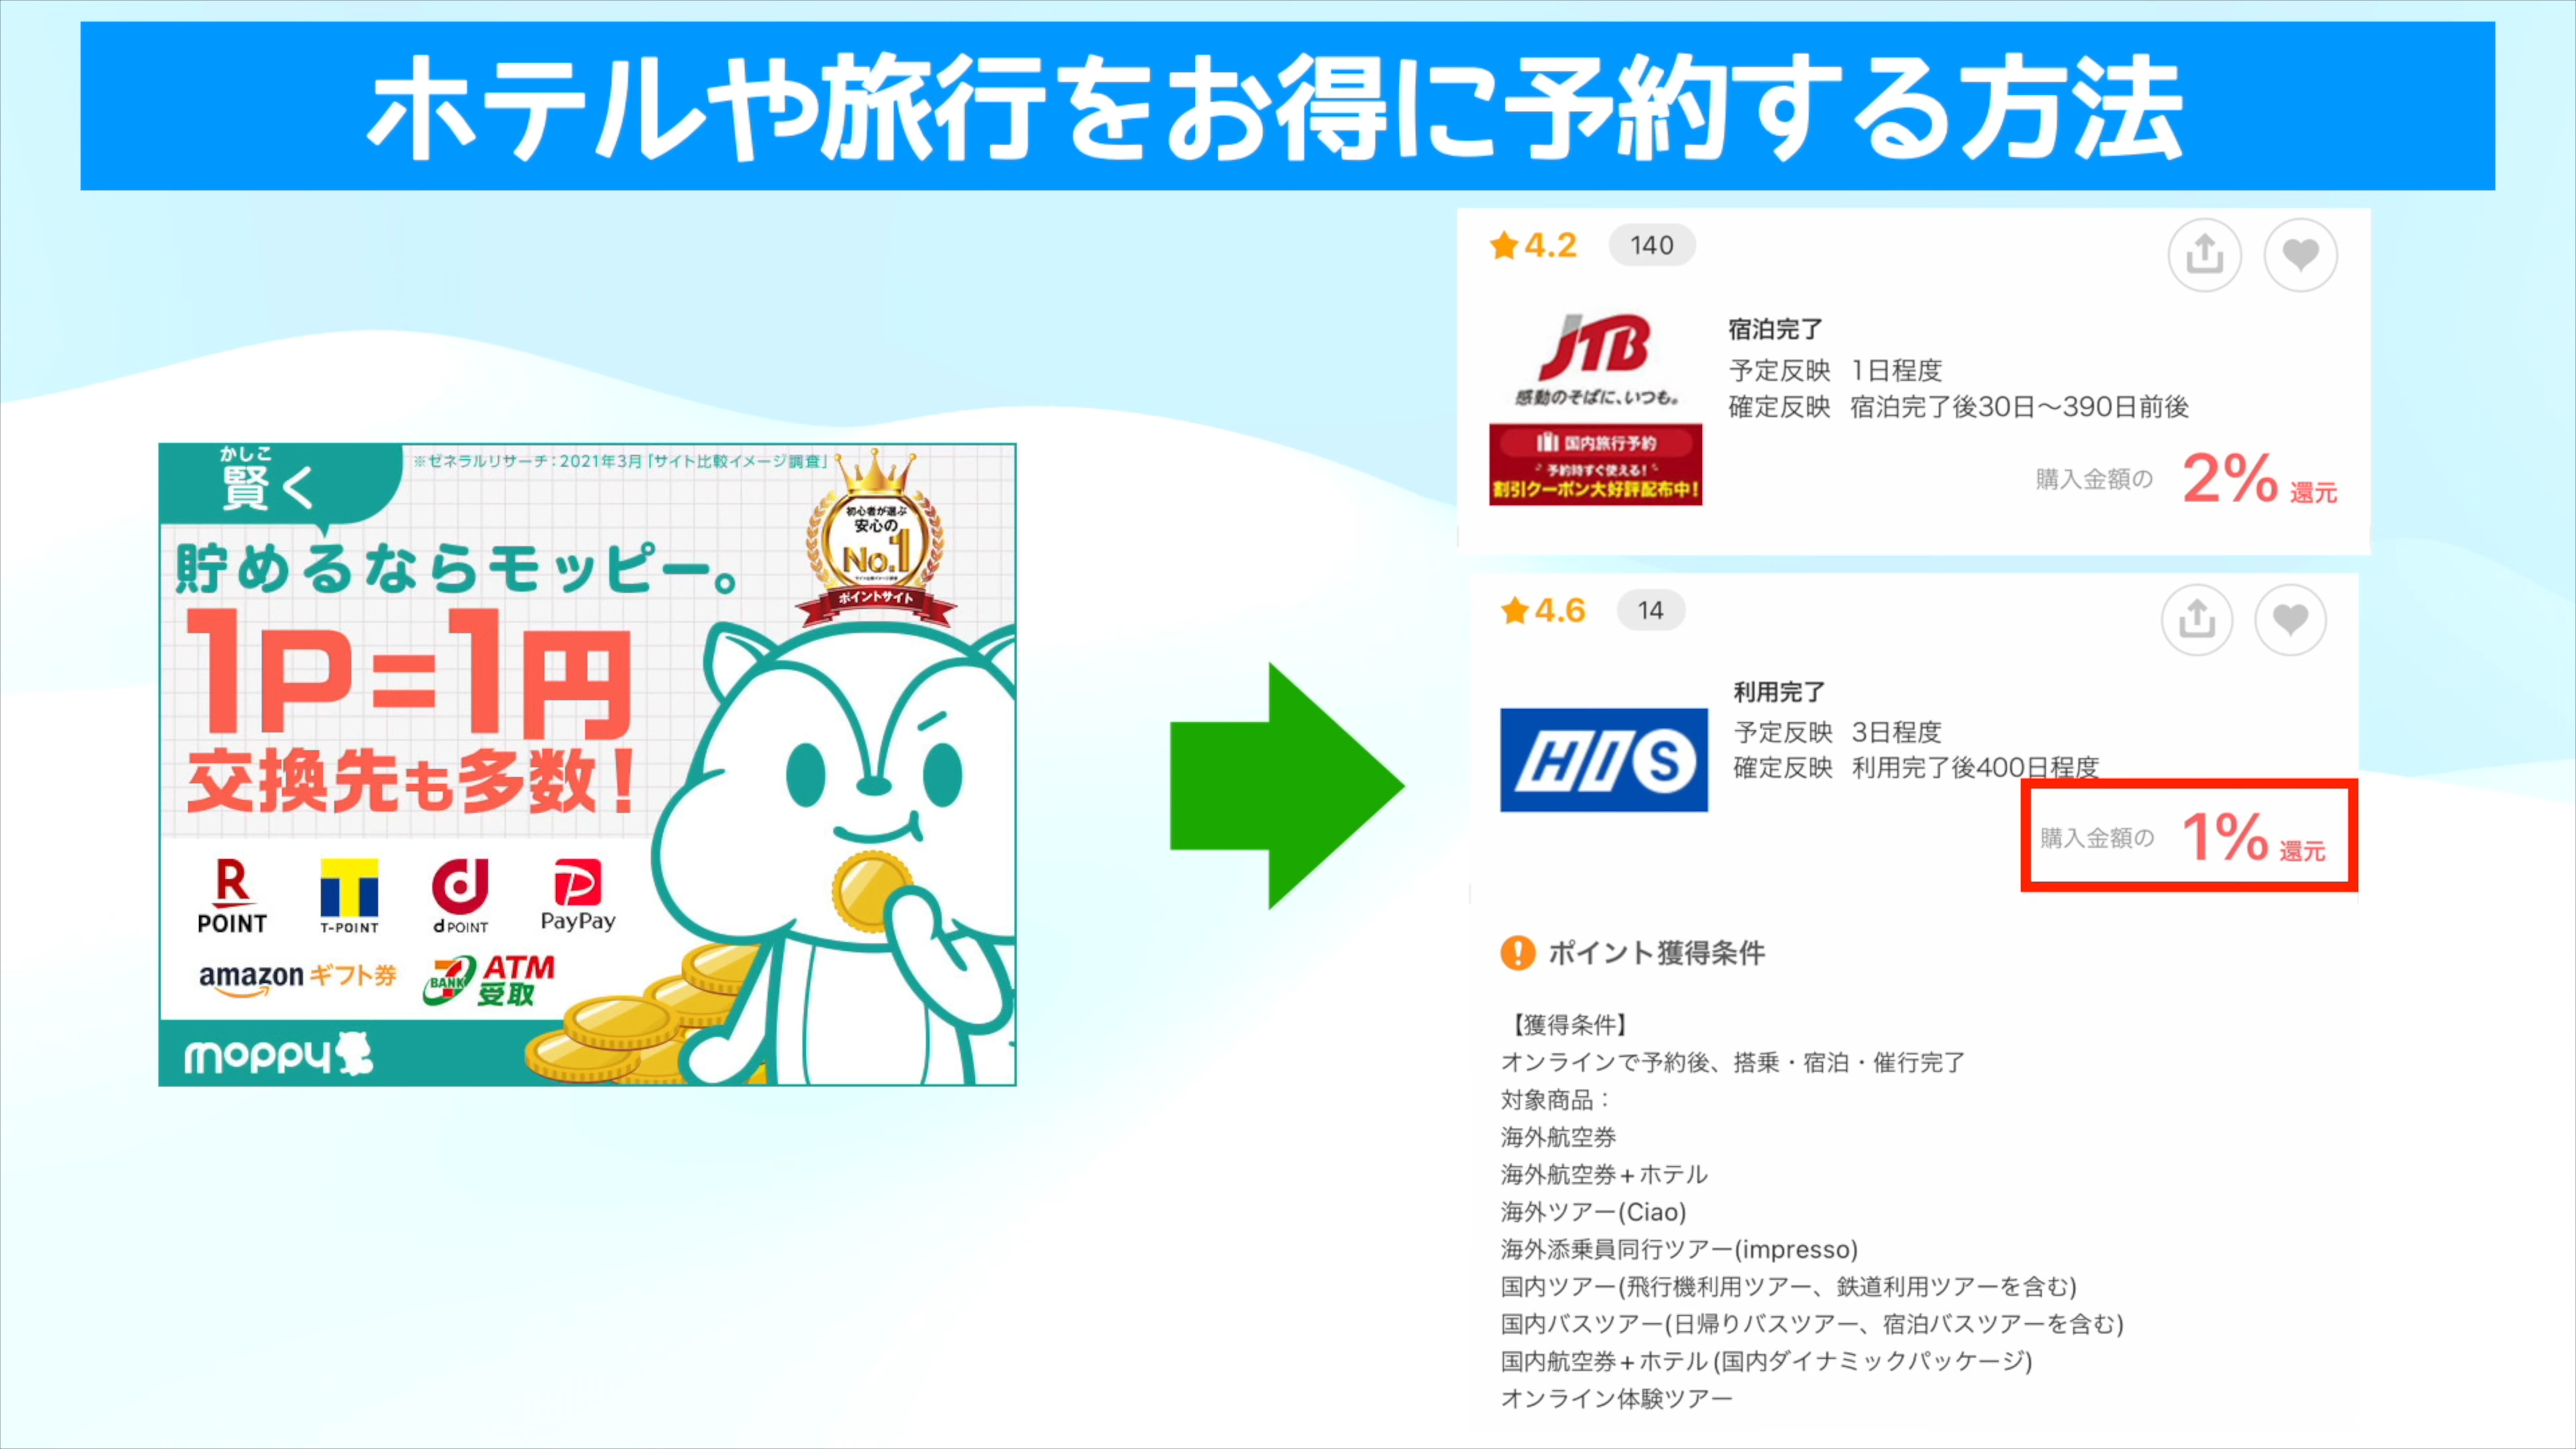 ホテルや旅行をお得に予約する方法
かしこ
賢く
※ゼネラルリサーチ：2021年3月「サイト比較イメージ調査」
初心者が選ぶ
安心の
No.1
ポイントサイト
貯めるならモッピー。
1P=1円
交換先も多数！
R
POINT
T-POINT
d POINT
PayPay
amazonギフト券
7 BANK
ATM
受取
moppy
4.2 140
JTB
感動のそばに、いつも。
国内旅行予約
予約時すぐ使える！
割引クーポン大好評配布中！
宿泊完了
予定反映 1日程度
確定反映 宿泊完了後30日〜390日前後
購入金額の 2% 還元
4.6 14
HIS
利用完了
予定反映 3日程度
確定反映 利用完了後400日程度
購入金額の 1% 還元
ポイント獲得条件
【獲得条件】
オンラインで予約後、搭乗・宿泊・催行完了
対象商品：
海外航空券
海外航空券+ホテル
海外ツアー(Ciao)
海外添乗員同行ツアー(impresso)
国内ツアー(飛行機利用ツアー、鉄道利用ツアーを含む)
国内バスツアー(日帰りバスツアー、宿泊バスツアーを含む)
国内航空券+ホテル(国内ダイナミックパッケージ)
オンライン体験ツアー